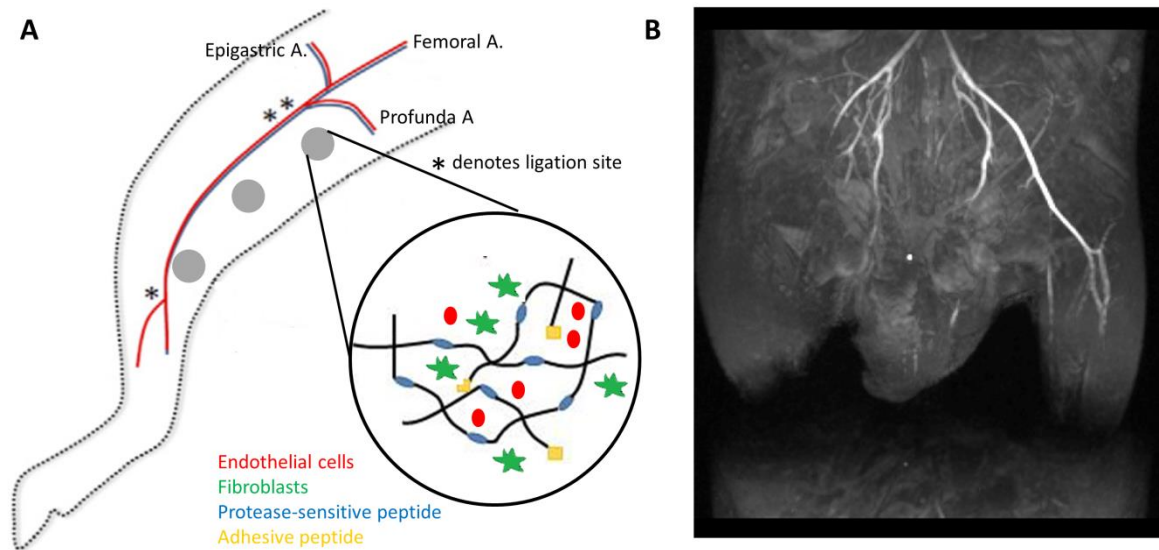 A
B
Epigastric A.
Femoral A.
*
*
Profunda A
* denotes ligation site
*
Endothelial cells
Fibroblasts
Protease-sensitive peptide
Adhesive peptide